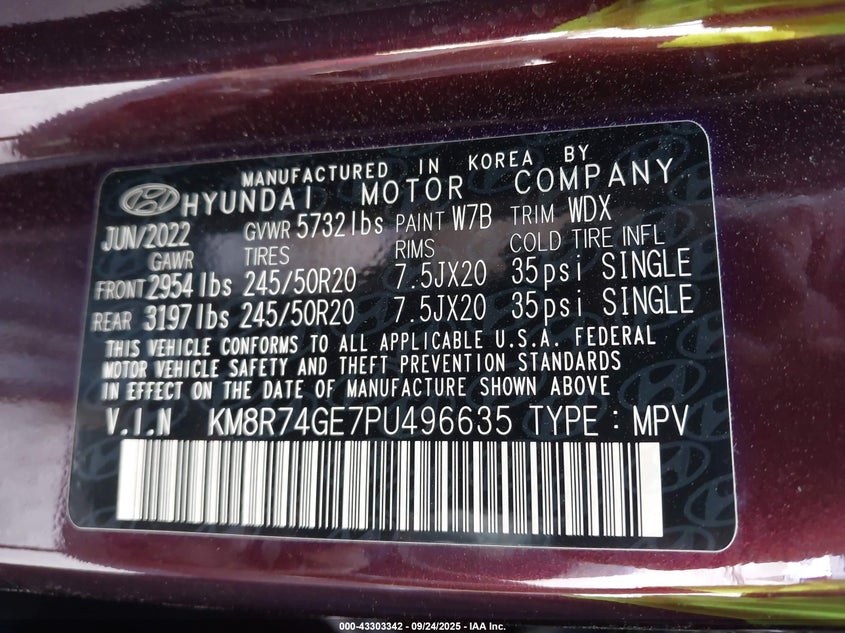 MANUFACTURED IN KOREA BY
HYUNDAI MOTOR COMPANY
JUN/2022 GVWR 5732lbs PAINT W7B TRIM WDX
GAWR TIRES RIMS COLD TIRE INFL
FRONT 2954lbs 245/50R20 7.5JX20 35psi SINGLE
REAR 3197lbs 245/50R20 7.5JX20 35psi SINGLE
THIS VEHICLE CONFORMS TO ALL APPLICABLE U.S.A. FEDERAL
MOTOR VEHICLE SAFETY AND THEFT PREVENTION STANDARDS
IN EFFECT ON THE DATE OF MANUFACTURE SHOWN ABOVE
V.I.N KM8R74GE7PU496635 TYPE : MPV
000-43303342 - 09/24/2025 - IAA Inc.